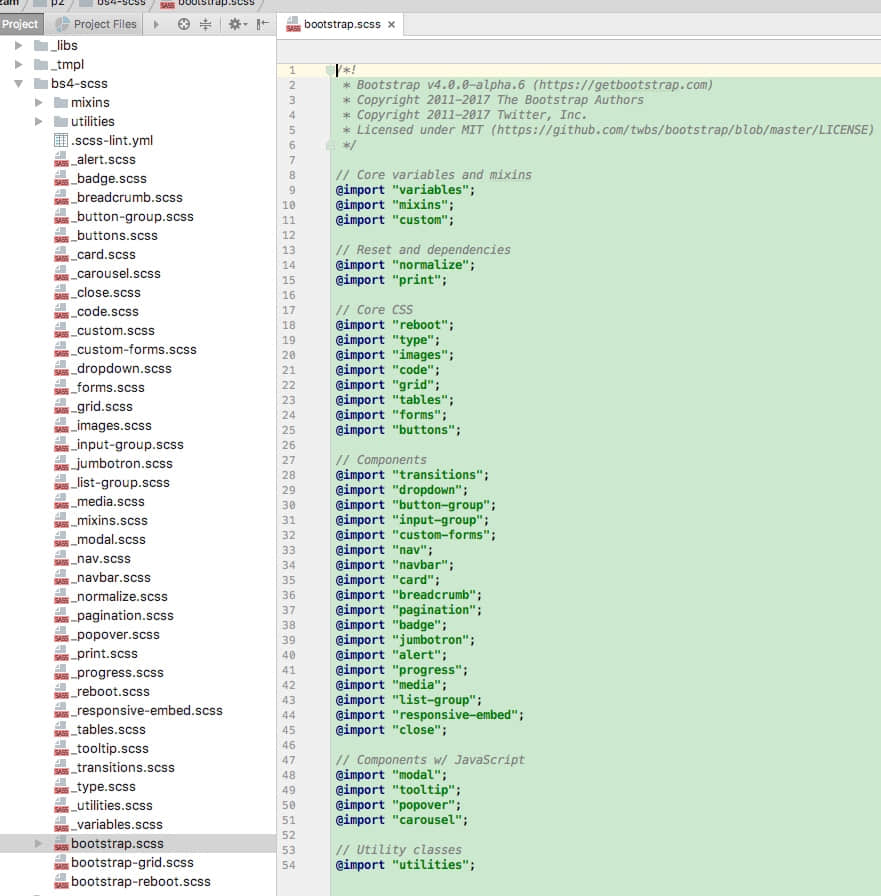 zam p2 bs4-scss bootstrap.scss
Project Project Files
bootstrap.scss
_libs
_tmpl
bs4-scss
mixins
utilities
.scss-lint.yml
_alert.scss
_badge.scss
_breadcrumb.scss
_button-group.scss
_buttons.scss
_card.scss
_carousel.scss
_close.scss
_code.scss
_custom.scss
_custom-forms.scss
_dropdown.scss
_forms.scss
_grid.scss
_images.scss
_input-group.scss
_jumbotron.scss
_list-group.scss
_media.scss
_mixins.scss
_modal.scss
_nav.scss
_navbar.scss
_normalize.scss
_pagination.scss
_popover.scss
_print.scss
_progress.scss
_reboot.scss
_responsive-embed.scss
_tables.scss
_tooltip.scss
_transitions.scss
_type.scss
_utilities.scss
_variables.scss
bootstrap.scss
bootstrap-grid.scss
bootstrap-reboot.scss
1 /*!
2 * Bootstrap v4.0.0-alpha.6 (https://getbootstrap.com)
3 * Copyright 2011-2017 The Bootstrap Authors
4 * Copyright 2011-2017 Twitter, Inc.
5 * Licensed under MIT (https://github.com/twbs/bootstrap/blob/master/LICENSE)
6 */
7
8 // Core variables and mixins
9 @import "variables";
10 @import "mixins";
11 @import "custom";
12
13 // Reset and dependencies
14 @import "normalize";
15 @import "print";
16
17 // Core CSS
18 @import "reboot";
19 @import "type";
20 @import "images";
21 @import "code";
22 @import "grid";
23 @import "tables";
24 @import "forms";
25 @import "buttons";
26
27 // Components
28 @import "transitions";
29 @import "dropdown";
30 @import "button-group";
31 @import "input-group";
32 @import "custom-forms";
33 @import "nav";
34 @import "navbar";
35 @import "card";
36 @import "breadcrumb";
37 @import "pagination";
38 @import "badge";
39 @import "jumbotron";
40 @import "alert";
41 @import "progress";
42 @import "media";
43 @import "list-group";
44 @import "responsive-embed";
45 @import "close";
46
47 // Components w/ JavaScript
48 @import "modal";
49 @import "tooltip";
50 @import "popover";
51 @import "carousel";
52
53 // Utility classes
54 @import "utilities";